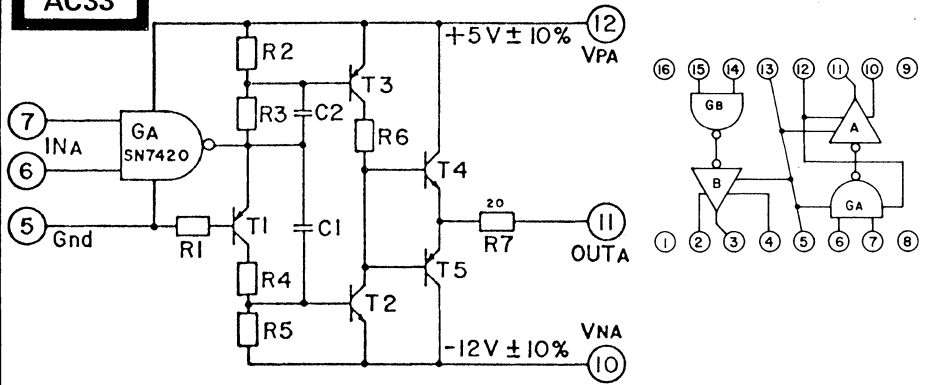 AC33
12
+5V±10%
VPA
R2
R3
C2
T3
R6
7
INA
GA
SN7420
6
5
Gnd
R1
T1
C1
T4
20
R7
11
OUTA
R4
T2
T5
R5
VNA
-12V±10%
10
16 15 14 13 12 11 10 9
GB
A
B
GA
1 2 3 4 5 6 7 8